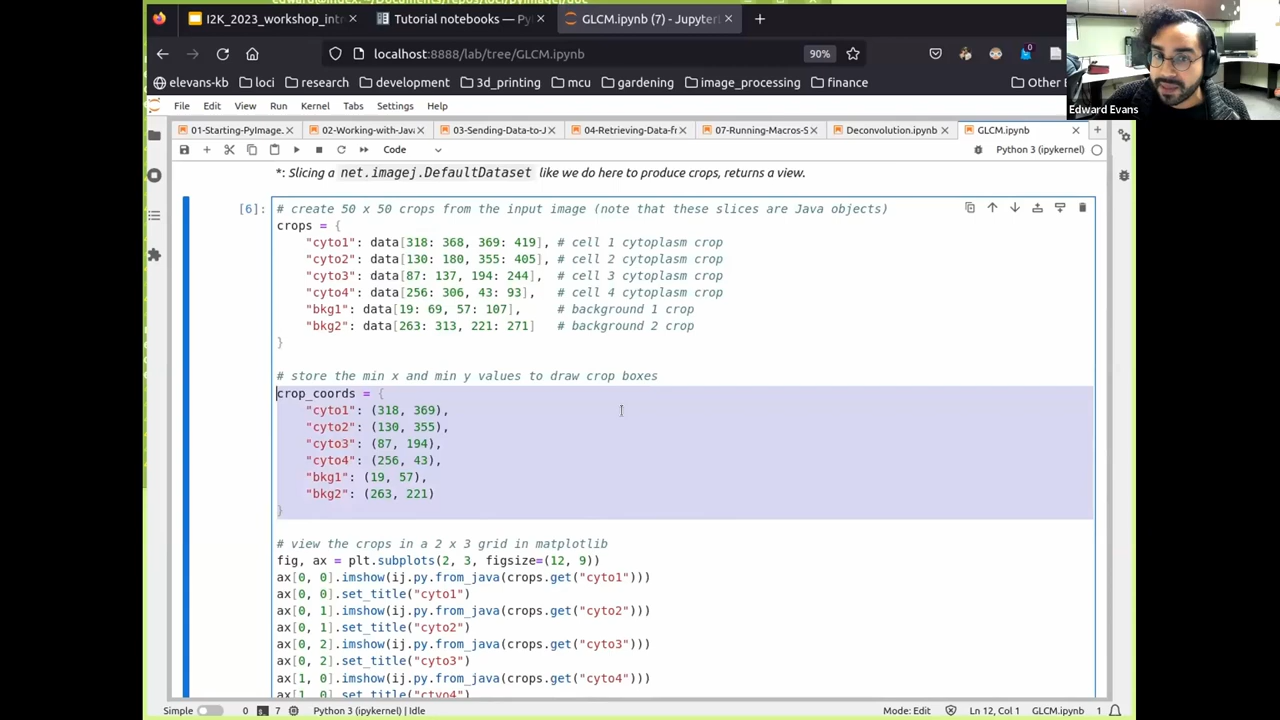 I2K_2023_workshop_int
Tutorial notebooks — Py
GLCM.ipynb (7) - Jupyter
localhost:8888/lab/tree/GLCM.ipynb
90%
elevans-kb
loci
research
develop
3d_printing
mcu
gardening
image_processing
finance
Other
Edward Evans
File Edit View Run Kernel Tabs Settings Help
01-Starting-PyImage.
02-Working-with-Java
03-Sending-Data-to-J
04-Retrieving-Data-fr
07-Running-Macros-S
Deconvolution.ipynb
GLCM.ipynb
Code
Python 3 (ipykernel)
*: Slicing a net.imagej.DefaultDataset like we do here to produce crops, returns a view.
[6]: # create 50 x 50 crops from the input image (note that these slices are Java objects)
crops = {
"cyto1": data[318: 368, 369: 419], # cell 1 cytoplasm crop
"cyto2": data[130: 180, 355: 405], # cell 2 cytoplasm crop
"cyto3": data[87: 137, 194: 244], # cell 3 cytoplasm crop
"cyto4": data[256: 306, 43: 93], # cell 4 cytoplasm crop
"bkg1": data[19: 69, 57: 107], # background 1 crop
"bkg2": data[263: 313, 221: 271] # background 2 crop
}
# store the min x and min y values to draw crop boxes
crop_coords = {
"cyto1": (318, 369),
"cyto2": (130, 355),
"cyto3": (87, 194),
"cyto4": (256, 43),
"bkg1": (19, 57),
"bkg2": (263, 221)
}
# view the crops in a 2 x 3 grid in matplotlib
fig, ax = plt.subplots(2, 3, figsize=(12, 9))
ax[0, 0].imshow(ij.py.from_java(crops.get("cyto1")))
ax[0, 0].set_title("cyto1")
ax[0, 1].imshow(ij.py.from_java(crops.get("cyto2")))
ax[0, 1].set_title("cyto2")
ax[0, 2].imshow(ij.py.from_java(crops.get("cyto3")))
ax[0, 2].set_title("cyto3")
ax[1, 0].imshow(ij.py.from_java(crops.get("cyto4")))
Simple
0
7
Python 3 (ipykernel) | Idle
Mode: Edit
Ln 12, Col 1
GLCM.ipynb
1